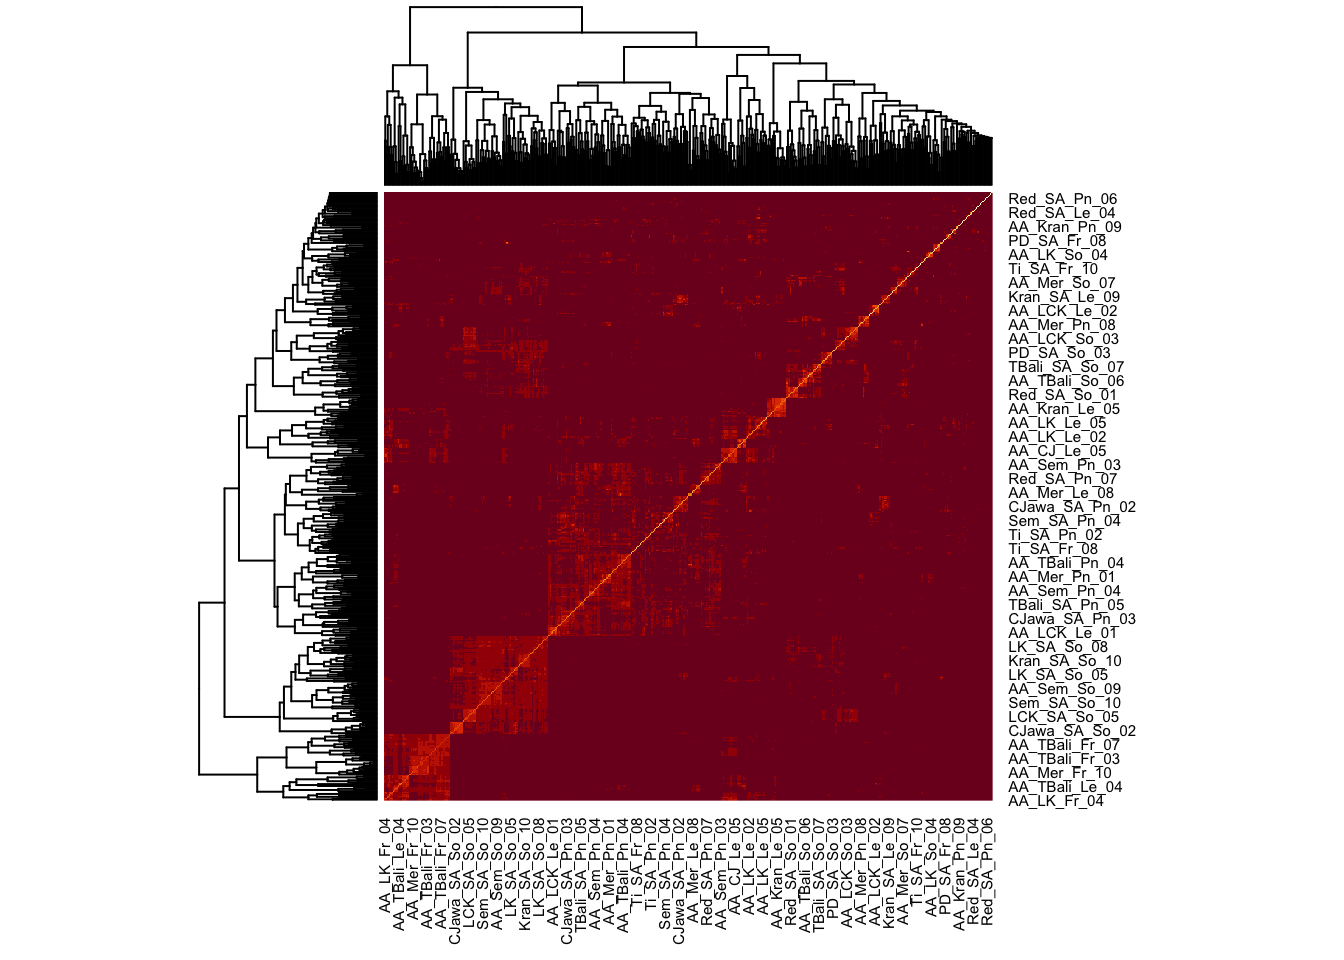 Red_SA_Pn_06
Red_SA_Le_04
AA_Kran_Pn_09
PD_SA_Fr_08
AA_LK_So_04
Ti_SA_Fr_10
AA_Mer_So_07
Kran_SA_Le_09
AA_LCK_Le_02
AA_Mer_Pn_08
AA_LCK_So_03
PD_SA_So_03
TBali_SA_So_07
AA_TBali_So_06
Red_SA_So_01
AA_Kran_Le_05
AA_LK_Le_05
AA_LK_Le_02
AA_CJ_Le_05
AA_Sem_Pn_03
Red_SA_Pn_07
AA_Mer_Le_08
CJawa_SA_Pn_02
Sem_SA_Pn_04
Ti_SA_Pn_02
Ti_SA_Fr_08
AA_TBali_Pn_04
AA_Mer_Pn_01
AA_Sem_Pn_04
TBali_SA_Pn_05
CJawa_SA_Pn_03
AA_LCK_Le_01
LK_SA_So_08
Kran_SA_So_10
LK_SA_So_05
AA_Sem_So_09
Sem_SA_So_10
LCK_SA_So_05
CJawa_SA_So_02
AA_TBali_Fr_07
AA_TBali_Fr_03
AA_Mer_Fr_10
AA_TBali_Le_04
AA_LK_Fr_04
AA_LK_Fr_04
AA_TBali_Le_04
AA_Mer_Fr_10
AA_TBali_Fr_03
AA_TBali_Fr_07
CJawa_SA_So_02
LCK_SA_So_05
Sem_SA_So_10
AA_Sem_So_09
LK_SA_So_05
Kran_SA_So_10
LK_SA_So_08
AA_LCK_Le_01
CJawa_SA_Pn_03
TBali_SA_Pn_05
AA_Sem_Pn_04
AA_Mer_Pn_01
AA_TBali_Pn_04
Ti_SA_Fr_08
Ti_SA_Pn_02
Sem_SA_Pn_04
CJawa_SA_Pn_02
AA_Mer_Le_08
Red_SA_Pn_07
AA_Sem_Pn_03
AA_CJ_Le_05
AA_LK_Le_02
AA_LK_Le_05
AA_Kran_Le_05
Red_SA_So_01
AA_TBali_So_06
TBali_SA_So_07
PD_SA_So_03
AA_LCK_So_03
AA_Mer_Pn_08
AA_LCK_Le_02
Kran_SA_Le_09
AA_Mer_So_07
Ti_SA_Fr_10
AA_LK_So_04
PD_SA_Fr_08
AA_Kran_Pn_09
Red_SA_Le_04
Red_SA_Pn_06